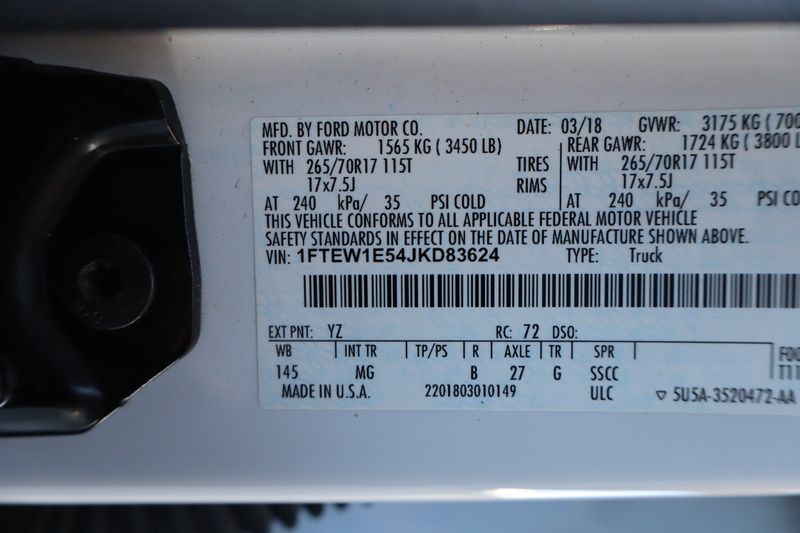 MFD. BY FORD MOTOR CO. DATE: 03/18 GVWR: 3175 KG ( 700
FRONT GAWR: 1565 KG ( 3450 LB) REAR GAWR: 1724 KG ( 3800 L
WITH 265/70R17 115T TIRES WITH 265/70R17 115T
17x7.5J RIMS 17x7.5J
AT 240 kPa/ 35 PSI COLD AT 240 kPa/ 35 PSI CO
THIS VEHICLE CONFORMS TO ALL APPLICABLE FEDERAL MOTOR VEHICLE
SAFETY STANDARDS IN EFFECT ON THE DATE OF MANUFACTURE SHOWN ABOVE.
VIN: 1FTEW1E54JKD83624 TYPE: Truck
EXT PNT: YZ RC: 72 DSO:
WB INT TR TP/PS R AXLE TR SPR FOO
145 MG B 27 G SSCC T11
MADE IN U.S.A. 2201803010149 ULC ▽ 5U5A-3520472-AA